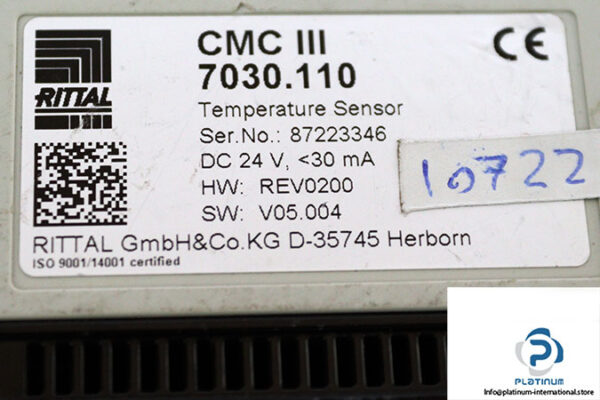 RITTAL
CMC III
7030.110
Temperature Sensor
Ser.No.: 87223346
DC 24 V, <30 mA
HW: REV0200
SW: V05.004
RITTAL GmbH&Co.KG D-35745 Herborn
ISO 9001/14001 certified
CE
10722
PLATINUM
Info@platinum-international.store